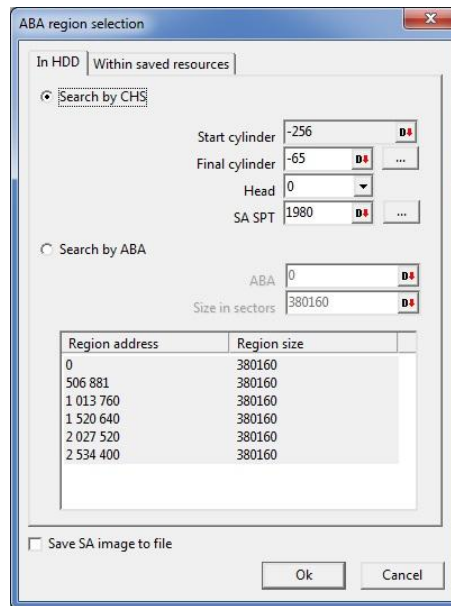 ABA region selection
In HDD Within saved resources
Search by CHS
Start cylinder -256 D
Final cylinder -65 D ...
Head 0
SA SPT 1980 D ...
Search by ABA
ABA 0 D
Size in sectors 380160 D
Region address Region size
0 380160
506 881 380160
1 013 760 380160
1 520 640 380160
2 027 520 380160
2 534 400 380160
Save SA image to file
Ok Cancel